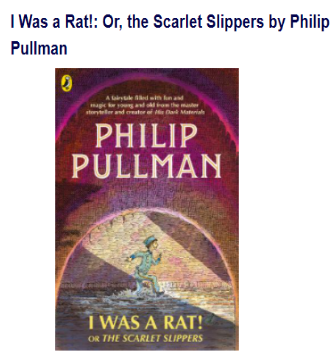 I Was a Rat!: Or, the Scarlet Slippers by Philip
Pullman
A fairytale filled with fun and
magic for young and old from the master
storyteller and creator of His Dark Materials
PHILIP
PULLMAN
I WAS A RAT!
OR THE SCARLET SLIPPERS